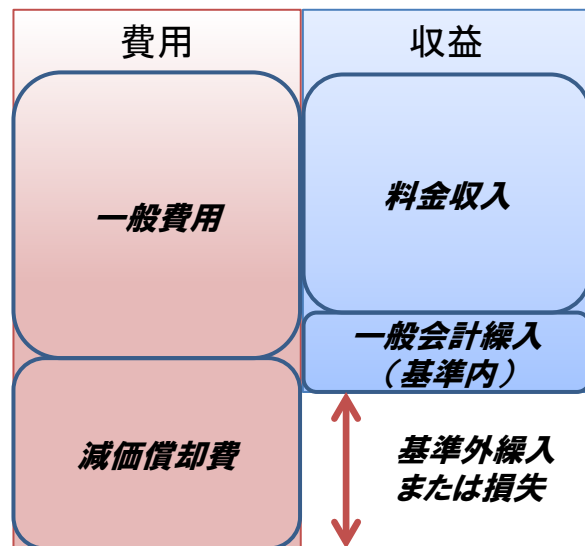 費用
収益
一般費用
料金収入
一般会計繰入
（基準内）
減価償却費
基準外繰入
または損失